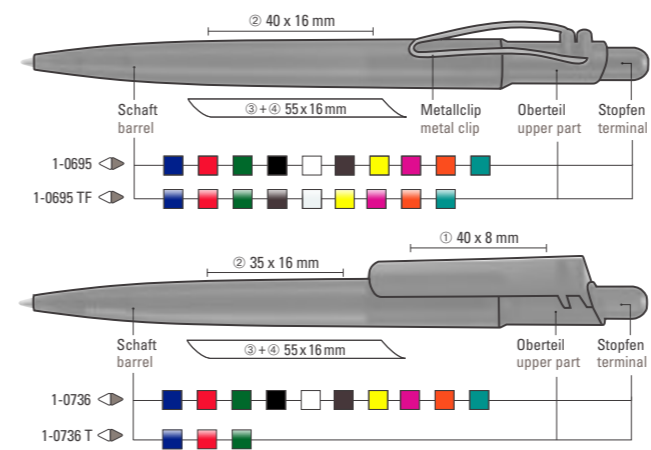 ② 40 x 16 mm
Schaft
barrel
③+④ 55x16mm
Metallclip
metal clip
Oberteil
upper part
Stopfen
terminal
1-0695
1-0695 TF
① 40 x 8 mm
② 35 x 16 mm
Schaft
barrel
③+④ 55x16mm
Oberteil
upper part
Stopfen
terminal
1-0736
1-0736 T